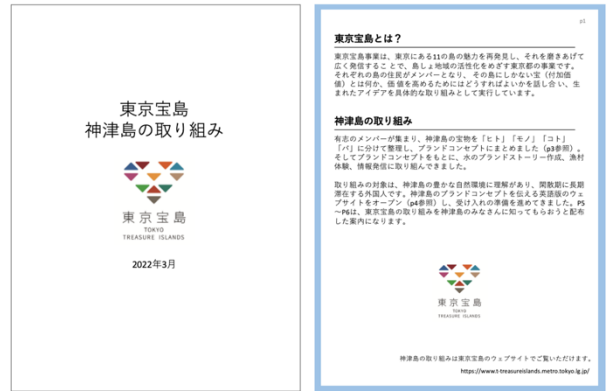 東京宝島
神津島の取り組み
東京宝島
TOKYO
TREASURE ISLANDS
2022年3月
p1
東京宝島とは？
東京宝島事業は、東京にある11の島の魅力を再発見し、それを磨きあげて
広く発信する ことで、島しょ地域の活性化をめざす東京都の事業です。
それぞれの島の住民がメンバーとなり、 その島にしかない宝（付加価
値）とは何か、価 値を高めるためにはどうすればよいかを話し合い、生
まれたアイデアを具体的な取り組みとして実行しています。
神津島の取り組み
有志のメンバーが集まり、神津島の宝物を「ヒト」「モノ」「コト」
「バ」に分けて整理し、ブランドコンセプトにまとめました（p3参照）。
そしてブランドコンセプトをもとに、水のブランドストーリー作成、漁村
体験、情報発信に取り組んできました。
取り組みの対象は、神津島の豊かな自然環境に理解があり、閑散期に長期
滞在する外国人です。神津島のブランドコンセプトを伝える英語版のウェ
ブサイトをオープン（p4参照）し、受け入れの準備を進めてきました。P5
～P6は、東京宝島の取り組みを神津島のみなさんに知ってもらおうと配布
した案内になります。
東京宝島
TOKYO
TREASURE ISLANDS
神津島の取り組みは東京宝島のウェブサイトでご覧いただけます。
https://www.t-treasureislands.metro.tokyo.lg.jp/